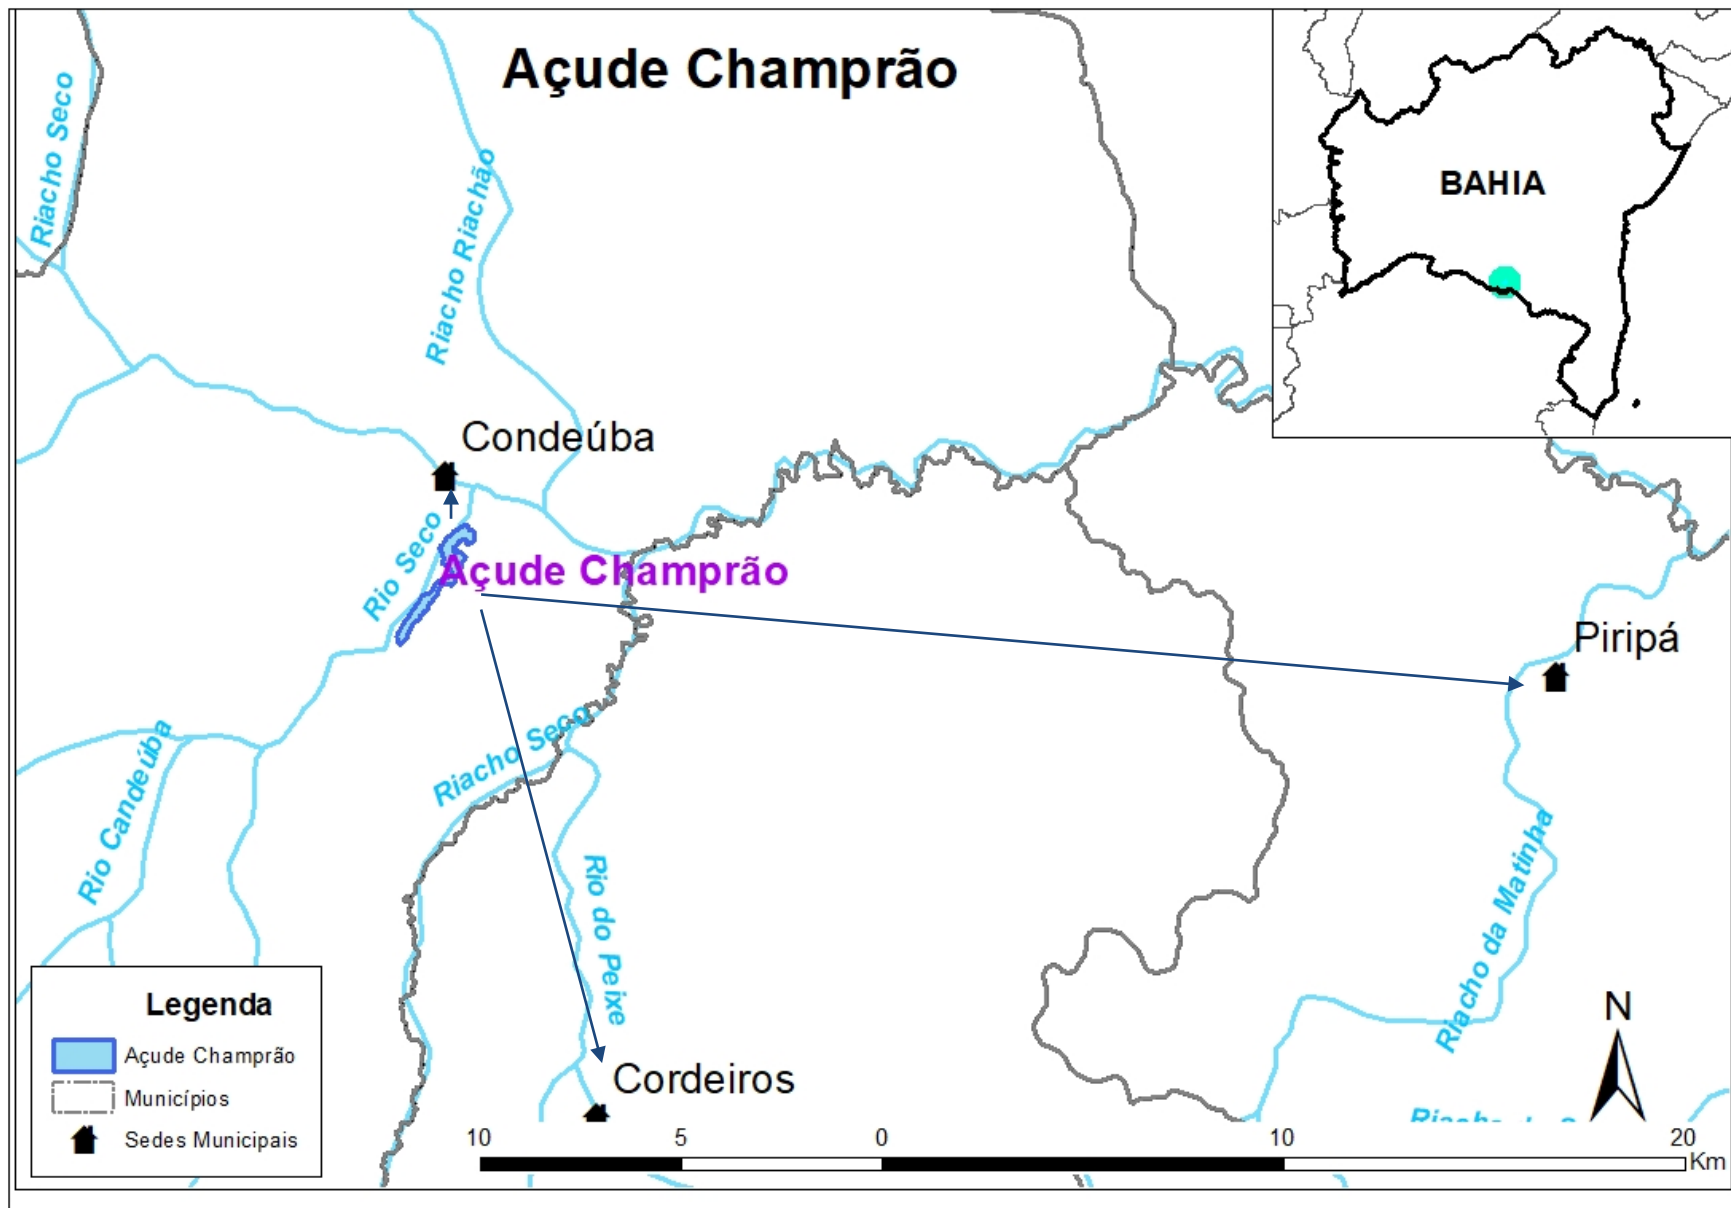 Açude Champrão
BAHIA
Riacho Seco
Riacho Riachão
Condeúba
Rio Seco
Açude Champrão
Piripá
Riacho Seco
Rio Candeúba
Rio do Peixe
Riacho da Matinha
Cordeiros
N
Legenda
Açude Champrão
Municípios
Sedes Municipais
10 5 0 10 20
Km